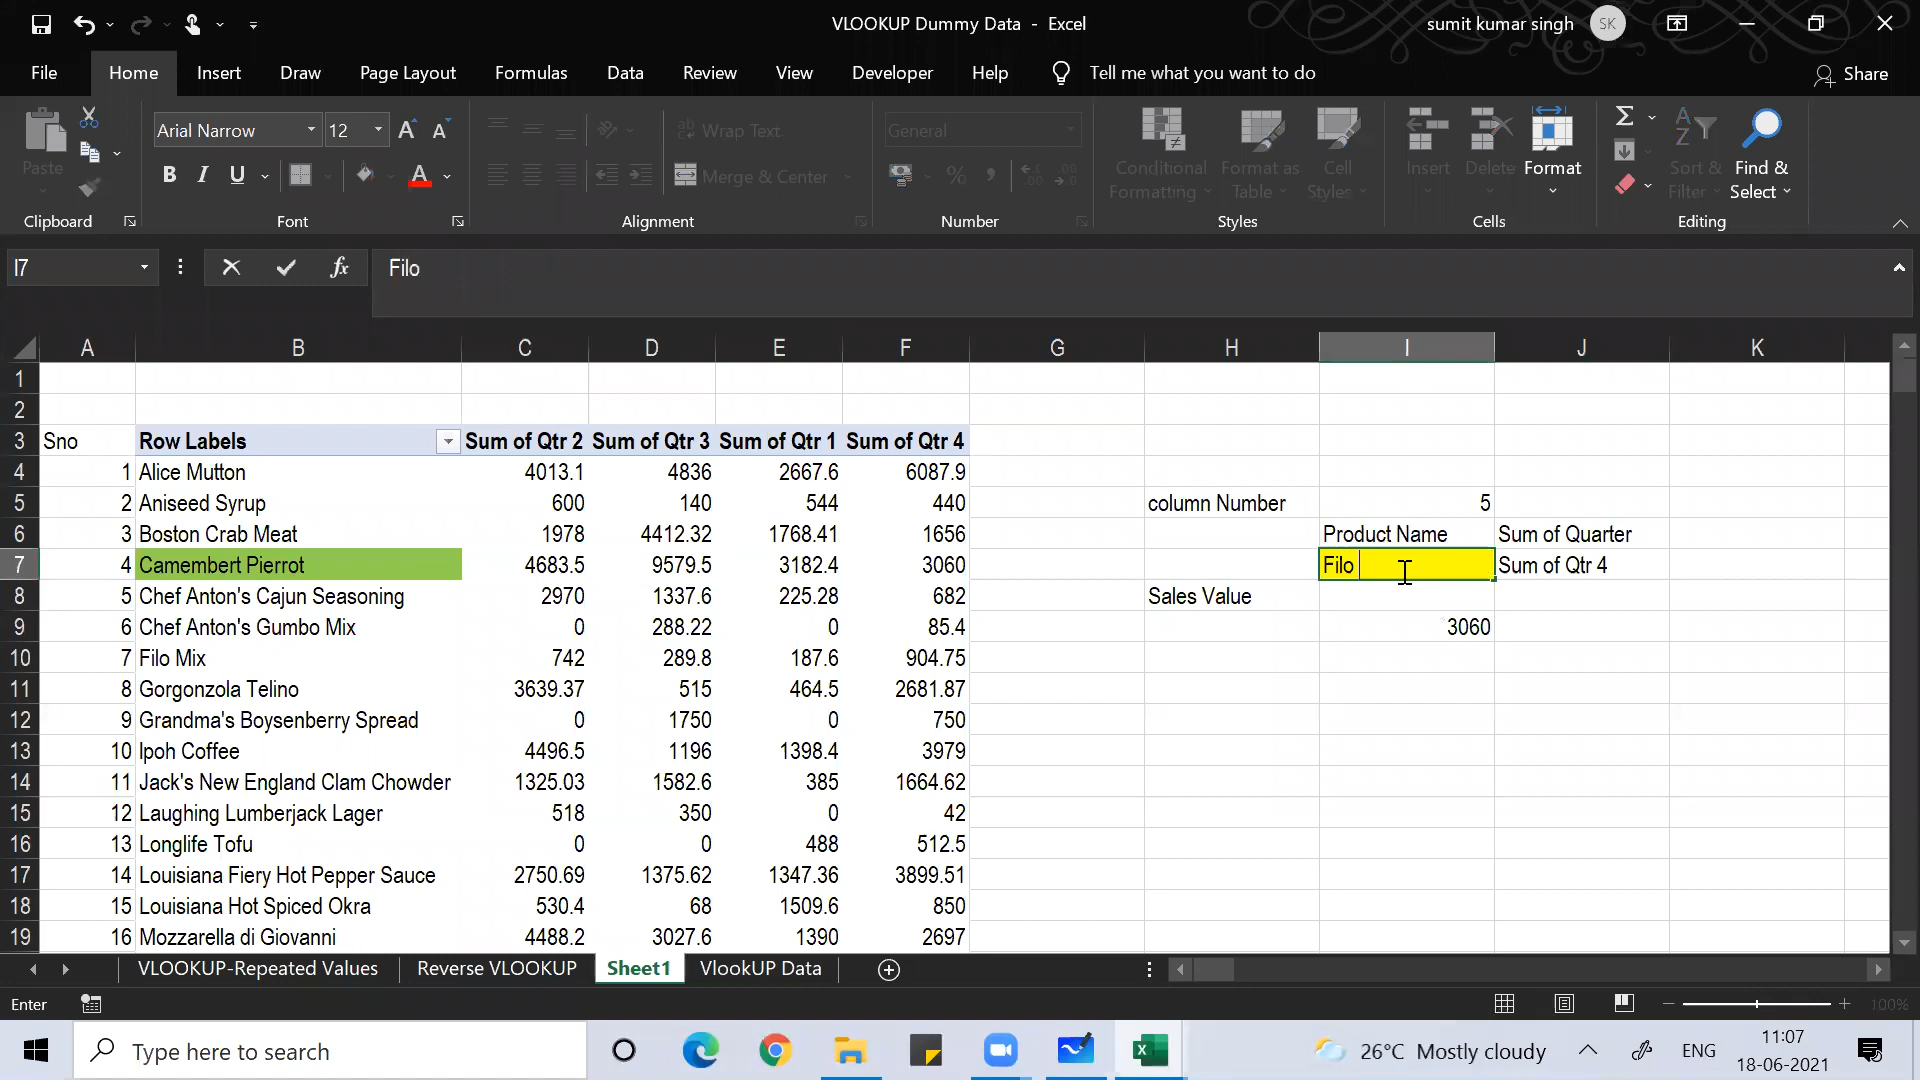 VLOOKUP Dummy Data - Excel
sumit kumar singh SK
File Home Insert Draw Page Layout Formulas Data Review View Developer Help Tell me what you want to do Share
Paste
Arial Narrow 12
B I U A
Wrap Text
Merge & Center
General
%
Conditional Formatting
Format as Table
Cell Styles
Insert Delete Format
Sort & Filter
Find & Select
Clipboard Font Alignment Number Styles Cells Editing
I7 fx Filo
A B C D E F G H I J K
1
2
3 Sno Row Labels Sum of Qtr 2 Sum of Qtr 3 Sum of Qtr 1 Sum of Qtr 4
4 1 Alice Mutton 4013.1 4836 2667.6 6087.9
5 2 Aniseed Syrup 600 140 544 440 column Number 5
6 3 Boston Crab Meat 1978 4412.32 1768.41 1656 Product Name Sum of Quarter
7 4 Camembert Pierrot 4683.5 9579.5 3182.4 3060 Filo Sum of Qtr 4
8 5 Chef Anton's Cajun Seasoning 2970 1337.6 225.28 682 Sales Value
9 6 Chef Anton's Gumbo Mix 0 288.22 0 85.4 3060
10 7 Filo Mix 742 289.8 187.6 904.75
11 8 Gorgonzola Telino 3639.37 515 464.5 2681.87
12 9 Grandma's Boysenberry Spread 0 1750 0 750
13 10 Ipoh Coffee 4496.5 1196 1398.4 3979
14 11 Jack's New England Clam Chowder 1325.03 1582.6 385 1664.62
15 12 Laughing Lumberjack Lager 518 350 0 42
16 13 Longlife Tofu 0 0 488 512.5
17 14 Louisiana Fiery Hot Pepper Sauce 2750.69 1375.62 1347.36 3899.51
18 15 Louisiana Hot Spiced Okra 530.4 68 1509.6 850
19 16 Mozzarella di Giovanni 4488.2 3027.6 1390 2697
VLOOKUP-Repeated Values Reverse VLOOKUP Sheet1 VlookUP Data
Enter 100%
Type here to search 26°C Mostly cloudy ENG 11:07
18-06-2021